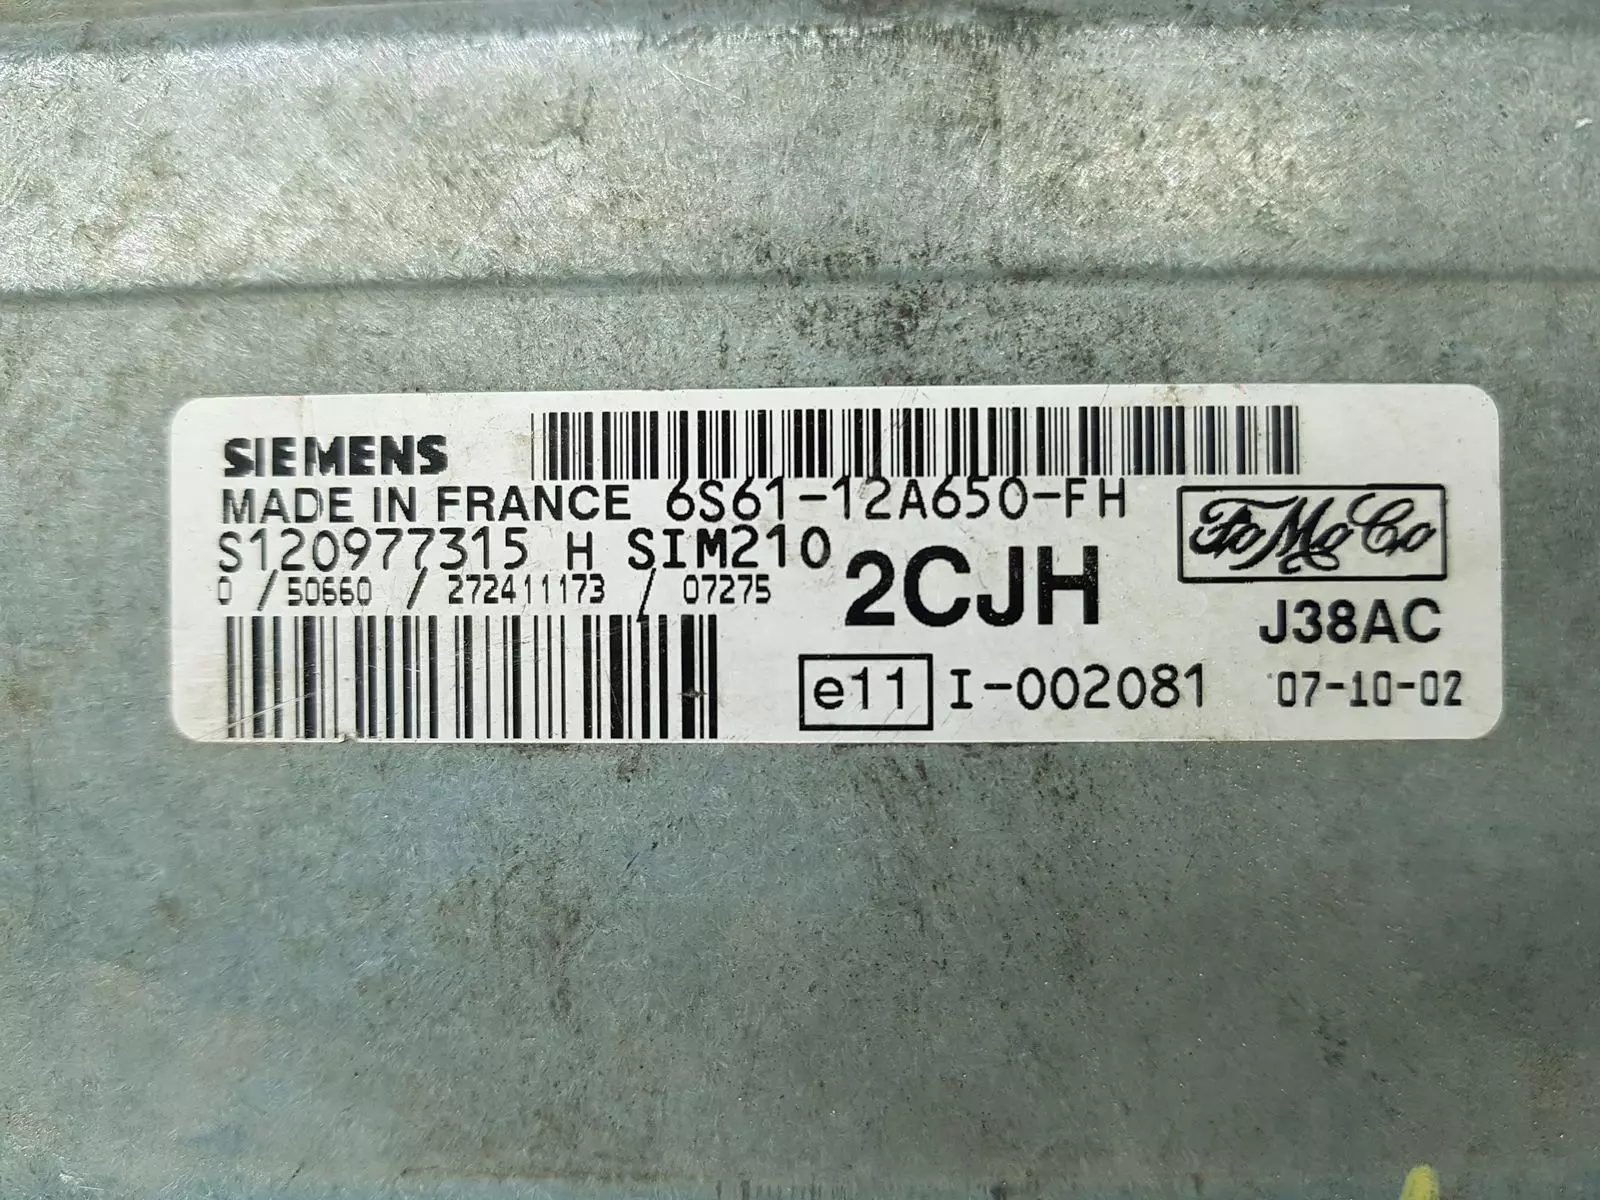 SIEMENS
MADE IN FRANCE 6S61-12A650-FH
S120977315 H SIM210
0 / 50660 / 272411173 / 07275
2CJH
FoMoCo
J38AC
e11 I-002081 07-10-02